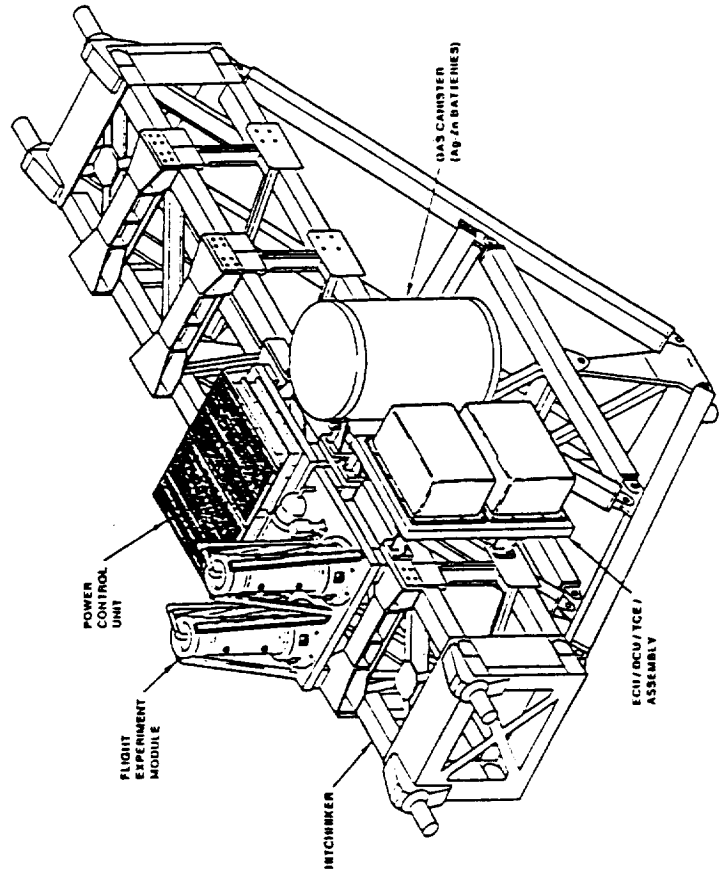 GAS CANISTER
(Ag-Zn BATTERIES)
POWER
CONTROL
UNIT
FLIGHT
EXPERIMENT
MODULE
ECU/DCU/TCE/
ASSEMBLY